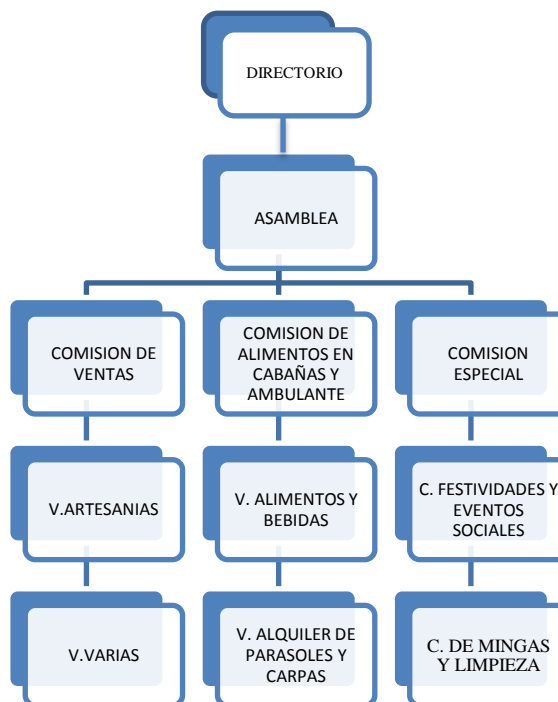 DIRECTORIO
ASAMBLEA
COMISION DE
VENTAS
COMISION DE
ALIMENTOS EN
CABAÑAS Y
AMBULANTE
COMISION
ESPECIAL
V.ARTESANIAS
V. ALIMENTOS Y
BEBIDAS
C. FESTIVIDADES Y
EVENTOS
SOCIALES
V.VARIAS
V. ALQUILER DE
PARASOLES Y
CARPAS
C. DE MINGAS
Y LIMPIEZA